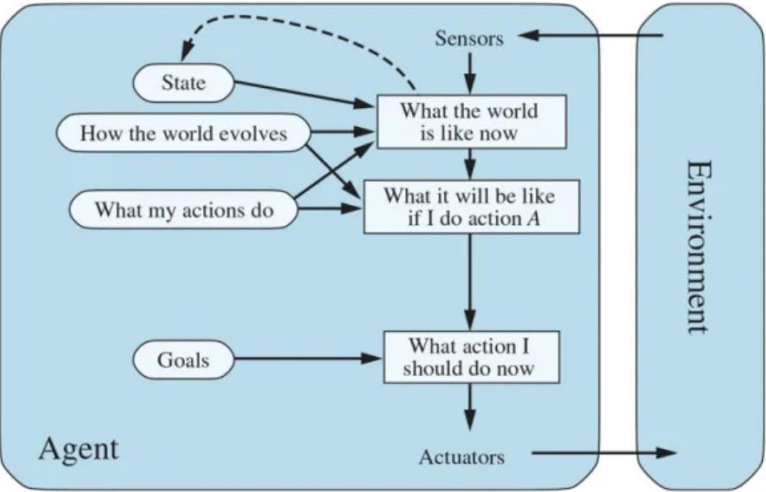 Sensors
State
What the world
is like now
How the world evolves
What my actions do
What it will be like
if I do action A
Goals
What action I
should do now
Agent
Actuators
Environment